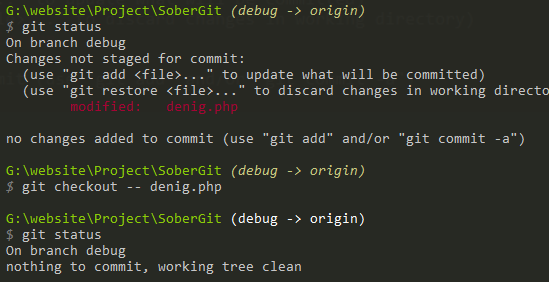 G:\website\Project\SoberGit (debug -> origin)
$ git status
On branch debug
Changes not staged for commit:
(use "git add <file>..." to update what will be committed)
(use "git restore <file>..." to discard changes in working directo
modified: denig.php
no changes added to commit (use "git add" and/or "git commit -a")
G:\website\Project\SoberGit (debug -> origin)
$ git checkout -- denig.php
G:\website\Project\SoberGit (debug -> origin)
$ git status
On branch debug
nothing to commit, working tree clean